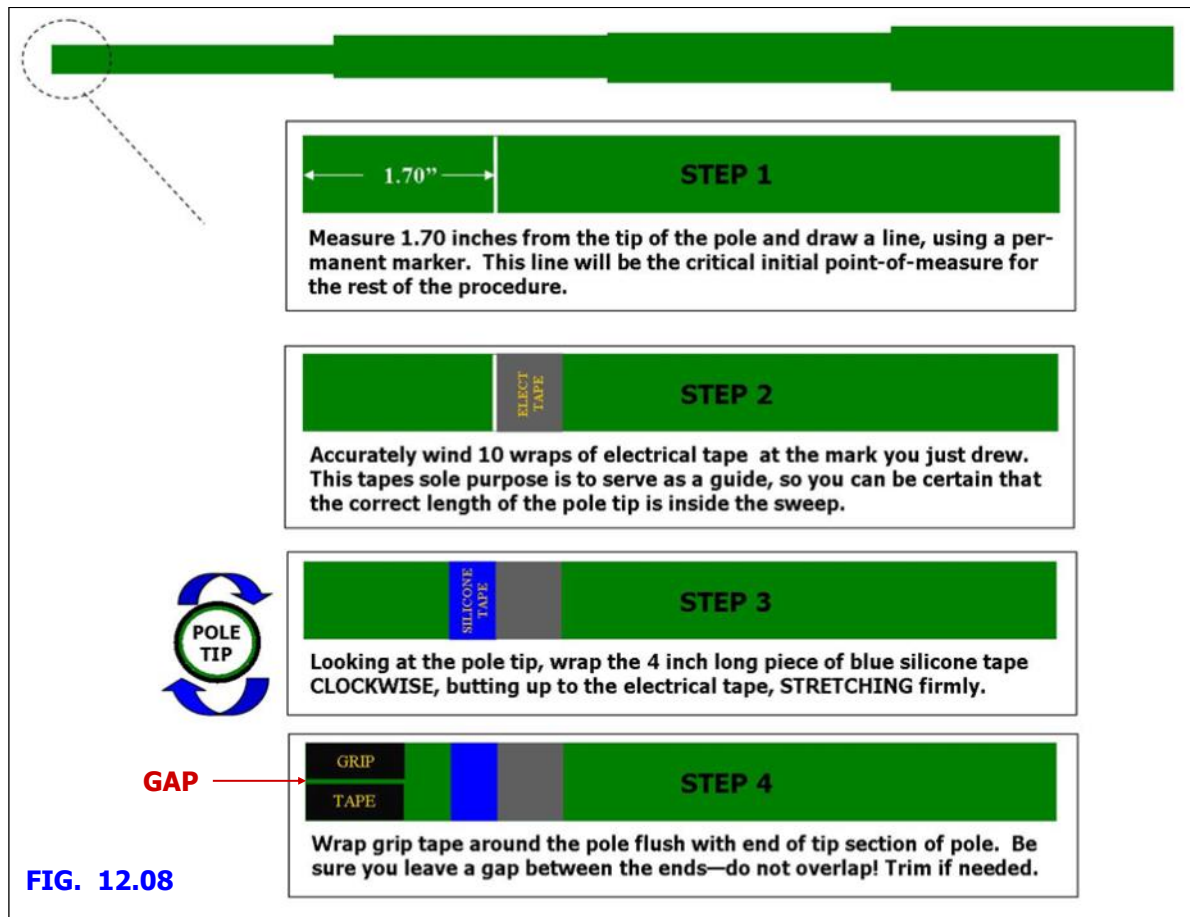 1.70”
STEP 1
Measure 1.70 inches from the tip of the pole and draw a line, using a per-
manent marker. This line will be the critical initial point-of-measure for
the rest of the procedure.
ELECT
TAPE
STEP 2
Accurately wind 10 wraps of electrical tape at the mark you just drew.
This tapes sole purpose is to serve as a guide, so you can be certain that
the correct length of the pole tip is inside the sweep.
POLE
TIP
SILICONE
TAPE
STEP 3
Looking at the pole tip, wrap the 4 inch long piece of blue silicone tape
CLOCKWISE, butting up to the electrical tape, STRETCHING firmly.
GAP
GRIP
TAPE
STEP 4
Wrap grip tape around the pole flush with end of tip section of pole. Be
sure you leave a gap between the ends—do not overlap! Trim if needed.
FIG. 12.08